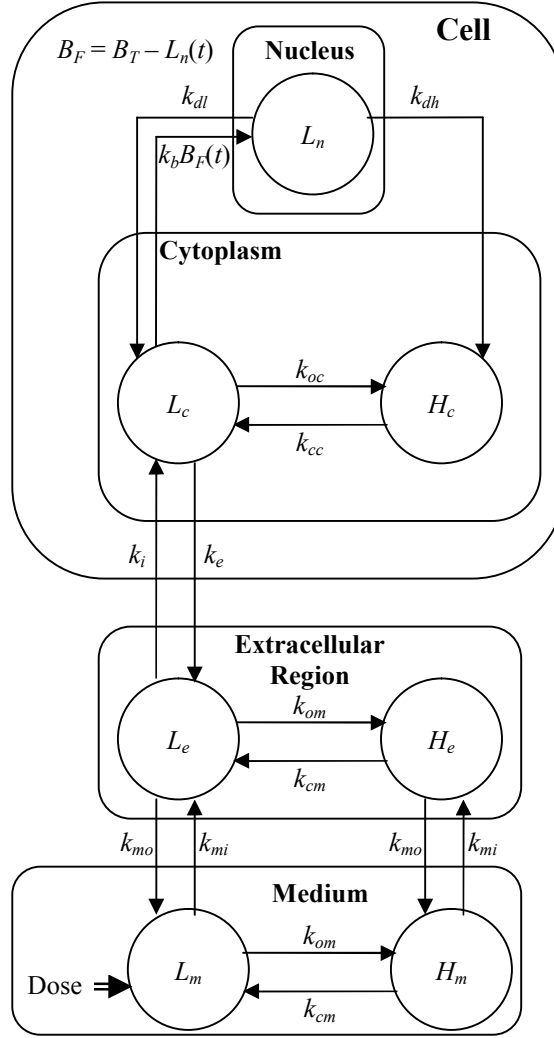 Cell
B_F = B_T – L_n(t)
Nucleus
k_dl
k_dh
L_n
k_bB_F(t)
Cytoplasm
k_oc
L_c
H_c
k_cc
k_i
k_e
Extracellular
Region
k_om
L_e
H_e
k_cm
k_mo
k_mi
k_mo
k_mi
Medium
k_om
L_m
H_m
Dose
k_cm